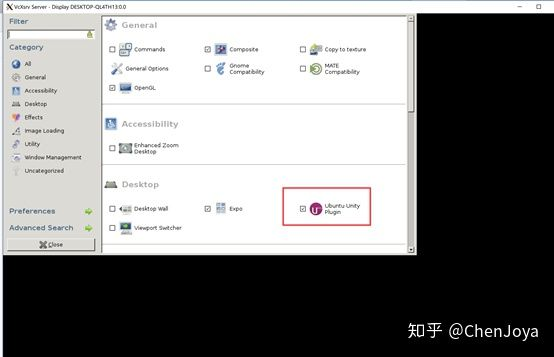 VcXsrv Server - Display DESKTOP-QL4TH13:0.0
Filter
Category
All
General
Accessibility
Desktop
Effects
Image Loading
Utility
Window Management
Uncategorized
Preferences
Advanced Search
Close
General
Commands
Composite
Copy to texture
General Options
Gnome
Compatibility
MATE
Compatibility
OpenGL
Accessibility
Enhanced Zoom
Desktop
Desktop
Desktop Wall
Expo
Ubuntu Unity
Plugin
Viewport Switcher
知乎 @ChenJoya